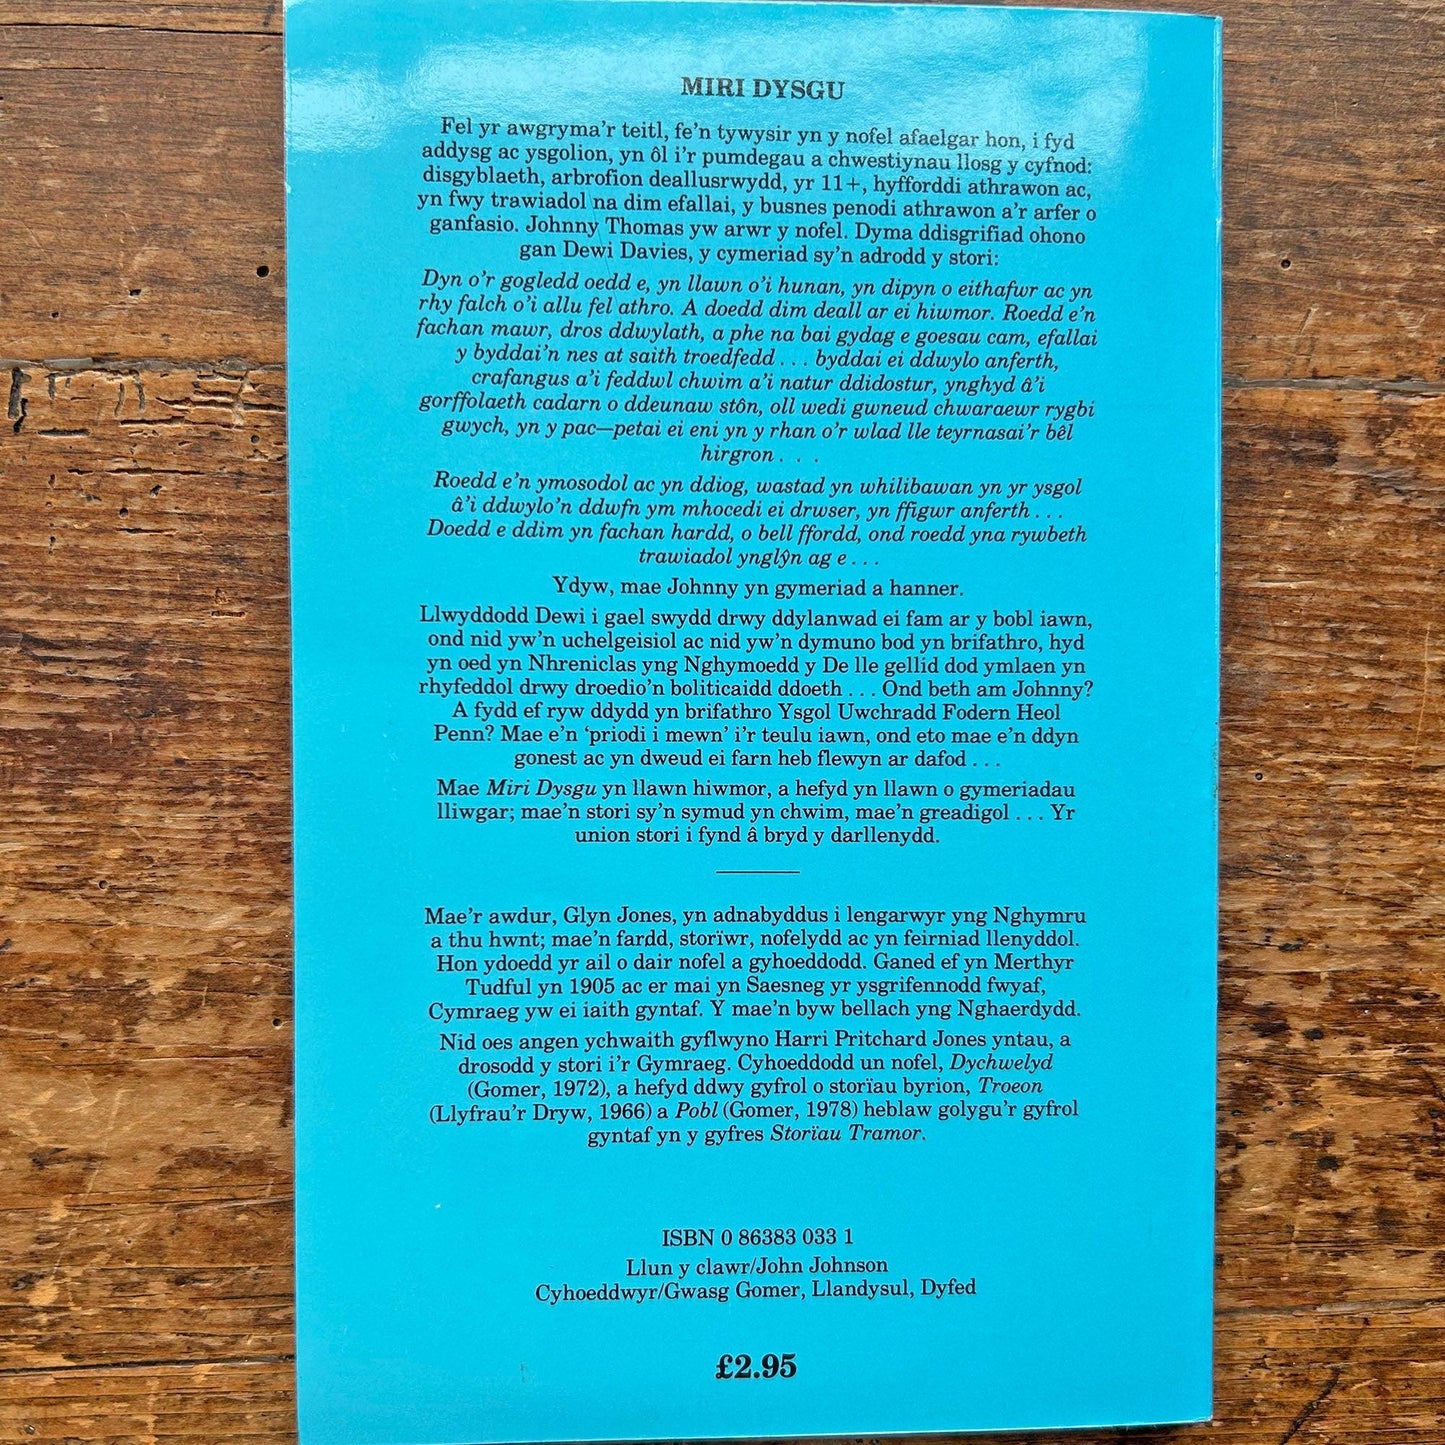 MIRI DYSGU
Fel yr awgryma'r teitl, fe'n tywysir yn y nofel afaelgar hon, i fyd
addysg ac ysgolion, yn ôl i'r pumdegau a chwestiynau llosg y cyfnod:
disgyblaeth, arbrofion deallusrwydd, yr 11+, hyfforddi athrawon ac,
yn fwy trawiadol na dim efallai, y busnes penodi athrawon a'r arfer o
ganfasio. Johnny Thomas yw arwr y nofel. Dyma ddisgrifiad ohono
gan Dewi Davies, y cymeriad sy'n adrodd y stori:
Dyn o'r gogledd oedd e, yn llawn o'i hunan, yn dipyn o eithafwr ac yn
rhy falch o'i allu fel athro. A doedd dim deall ar ei hiwmor. Roedd e'n
fachan mawr, dros ddwylath, a phe na bai gydag e goesau cam, efallai
y byddai'n nes at saith troedfedd . . . byddai ei ddwylo anferth,
crafangus a'i feddwl chwim a'i natur ddidostur, ynghyd â'i
gorffolaeth cadarn o ddeunaw stôn, oll wedi gwneud chwaraewr rygbi
gwych, yn y pac—petai ei eni yn y rhan o'r wlad lle teyrnasai'r bêl
hirgron . . .
Roedd e'n ymosodol ac yn ddiog, wastad yn whilibawan yn yr ysgol
â'i ddwylo'n ddwfn ym mhocedi ei drwser, yn ffigwr anferth . . .
Doedd e ddim yn fachan hardd, o bell ffordd, ond roedd yna rywbeth
trawiadol ynglŷn ag e . . .
Ydyw, mae Johnny yn gymeriad a hanner.
Llwyddodd Dewi i gael swydd drwy ddylanwad ei fam ar y bobl iawn,
ond nid yw'n uchelgeisiol ac nid yw'n dymuno bod yn brifathro, hyd
yn oed yn Nhreniclas yng Nghymoedd y De lle gellid dod ymlaen yn
rhyfeddol drwy droedio'n boliticaidd ddoeth . . . Ond beth am Johnny?
A fydd ef ryw ddydd yn brifathro Ysgol Uwchradd Fodern Heol
Penn? Mae e'n 'priodi i mewn' i'r teulu iawn, ond eto mae e'n ddyn
gonest ac yn dweud ei farn heb flewyn ar dafod . . .
Mae Miri Dysgu yn llawn hiwmor, a hefyd yn llawn o gymeriadau
lliwgar; mae'n stori sy'n symud yn chwim, mae'n greadigol . . . Yr
union stori i fynd â bryd y darllenydd.
Mae'r awdur, Glyn Jones, yn adnabyddus i lengarwyr yng Nghymru
a thu hwnt; mae'n fardd, storïwr, nofelydd ac yn feirniad llenyddol.
Hon ydoedd yr ail o dair nofel a gyhoeddodd. Ganed ef yn Merthyr
Tudful yn 1905 ac er mai yn Saesneg yr ysgrifennodd fwyaf,
Cymraeg yw ei iaith gyntaf. Y mae'n byw bellach yng Nghaerdydd.
Nid oes angen ychwaith gyflwyno Harri Pritchard Jones yntau, a
drosodd y stori i'r Gymraeg. Cyhoeddodd un nofel, Dychwelyd
(Gomer, 1972), a hefyd ddwy gyfrol o storïau byrion, Troeon
(Llyfrau'r Dryw, 1966) a Pobl (Gomer, 1978) heblaw golygu'r gyfrol
gyntaf yn y gyfres Storïau Tramor.
ISBN 0 86383 033 1
Llun y clawr/John Johnson
Cyhoeddwyr/Gwasg Gomer, Llandysul, Dyfed
£2.95